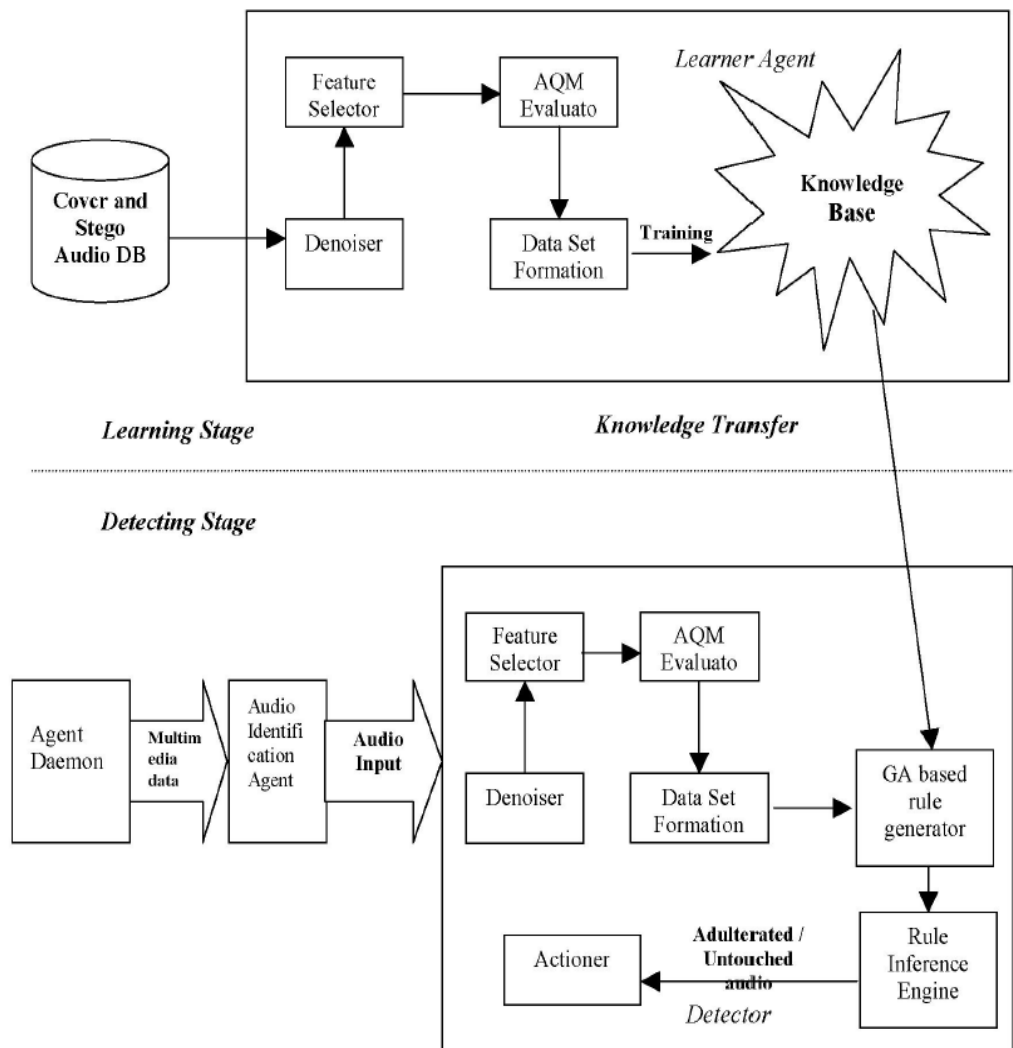 Learner Agent
Feature
Selector
AQM
Evaluato
Cover and
Stego
Audio DB
Denoiser
Data Set
Formation
Training
Knowledge
Base
Learning Stage
Knowledge Transfer
Detecting Stage
Feature
Selector
AQM
Evaluato
Agent
Daemon
Multim
edia
data
Audio
Identifi
cation
Agent
Audio
Input
Denoiser
Data Set
Formation
GA based
rule
generator
Actioner
Adulterated /
Untouched
audio
Rule
Inference
Engine
Detector